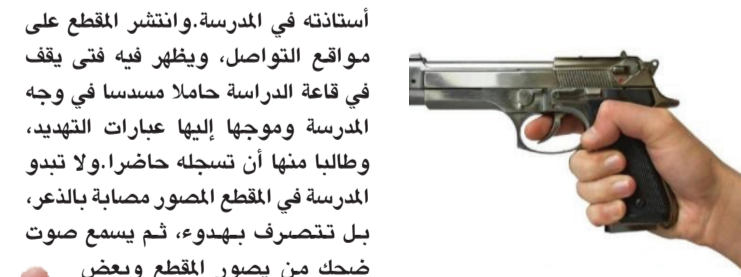 أستاذته في المدرسة.وانتشر المقطع على
مواقع التواصل، ويظهر فيه فتى يقف
في قاعة الدراسة حاملا مسدسا في وجه
المدرسة وموجها إليها عبارات التهديد،
وطالبا منها أن تسجله حاضرا.ولا تبدو
المدرسة في المقطع المصور مصابة بالذعر،
بل تتصرف بهدوء، ثم يسمع صوت
ضحك من يصور المقطع وبعض